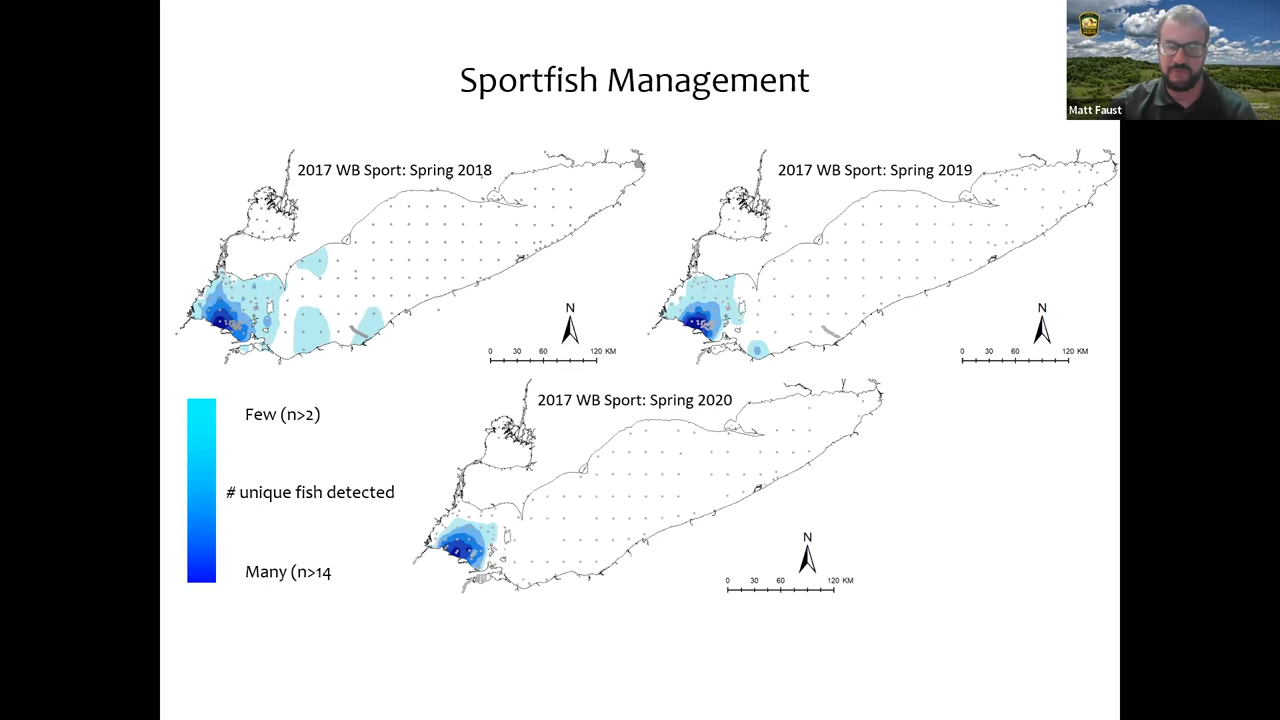 Sportfish Management
Matt Faust
2017 WB Sport: Spring 2018
N
0 30 60 120 KM
2017 WB Sport: Spring 2019
N
0 30 60 120 KM
2017 WB Sport: Spring 2020
N
0 30 60 120 KM
Few (n>2)
# unique fish detected
Many (n>14